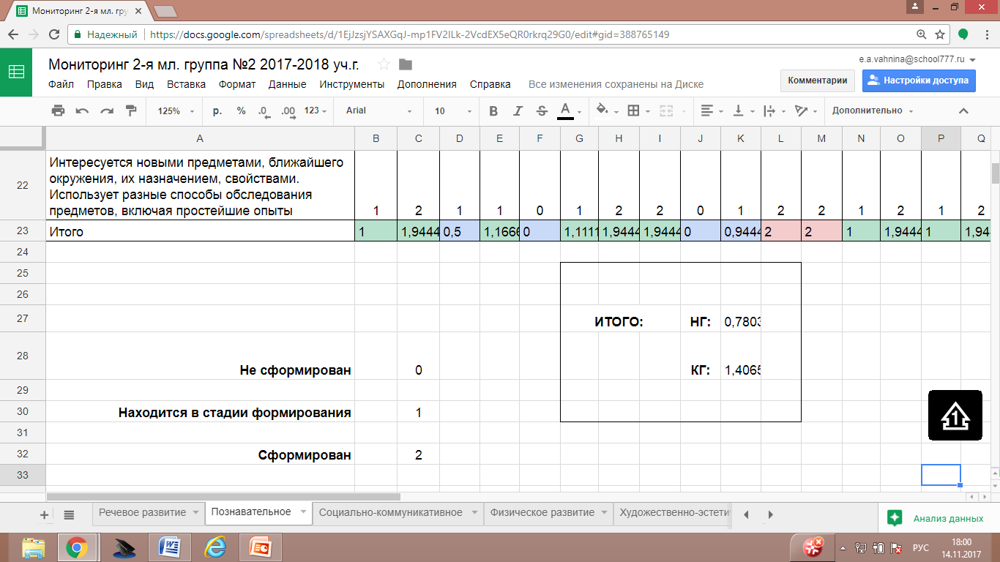 Мониторинг 2-я мл. гру
Надежный
https://docs.google.com/spreadsheets/d/1EjJzsjYSAXGqJ-mp1FV2ILk-2VcdEX5eQR0rkrq29G0/edit#gid=388765149
Мониторинг 2-я мл. группа №2 2017-2018 уч.г.
e.a.vahnina@school777.ru
Файл Правка Вид Вставка Формат Данные Инструменты Дополнения Справка Все изменения сохранены на Диске
Комментарии
Настройки доступа
125% р. % .0 .00 123 Arial 10 B I S A Дополнительно
A B C D E F G H I J K L M N O P Q
22 Интересуется новыми предметами, ближайшего
окружения, их назначением, свойствами.
Использует разные способы обследования
предметов, включая простейшие опыты 1 2 1 1 0 1 2 2 0 1 2 2 1 2 1 2
23 Итого 1 1,9444 0,5 1,1666 0 1,1111 1,9444 1,9444 0 0,9444 2 2 1 1,9444 1 1,94
24
25
26
27 ИТОГО: НГ: 0,7803
28 Не сформирован 0 КГ: 1,4065
29
30 Находится в стадии формирования 1
31
32 Сформирован 2
33
1
Речевое развитие Познавательное Социально-коммуникативное Физическое развитие Художественно-эстети
Анализ данных
РУС
18:00
14.11.2017